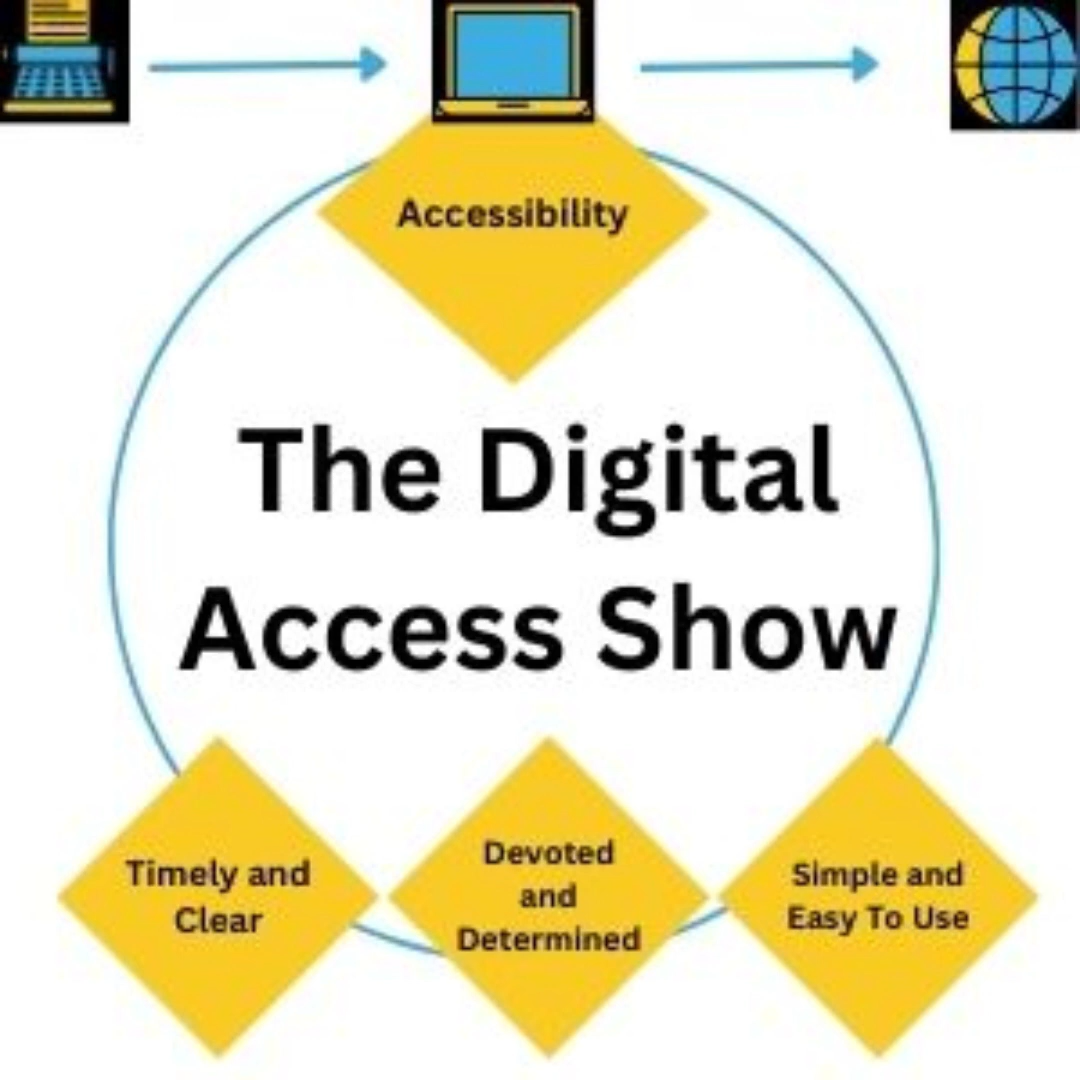 Accessibility
The Digital
Access Show
Timely and
Clear
Devoted
and
Determined
Simple and
Easy To Use